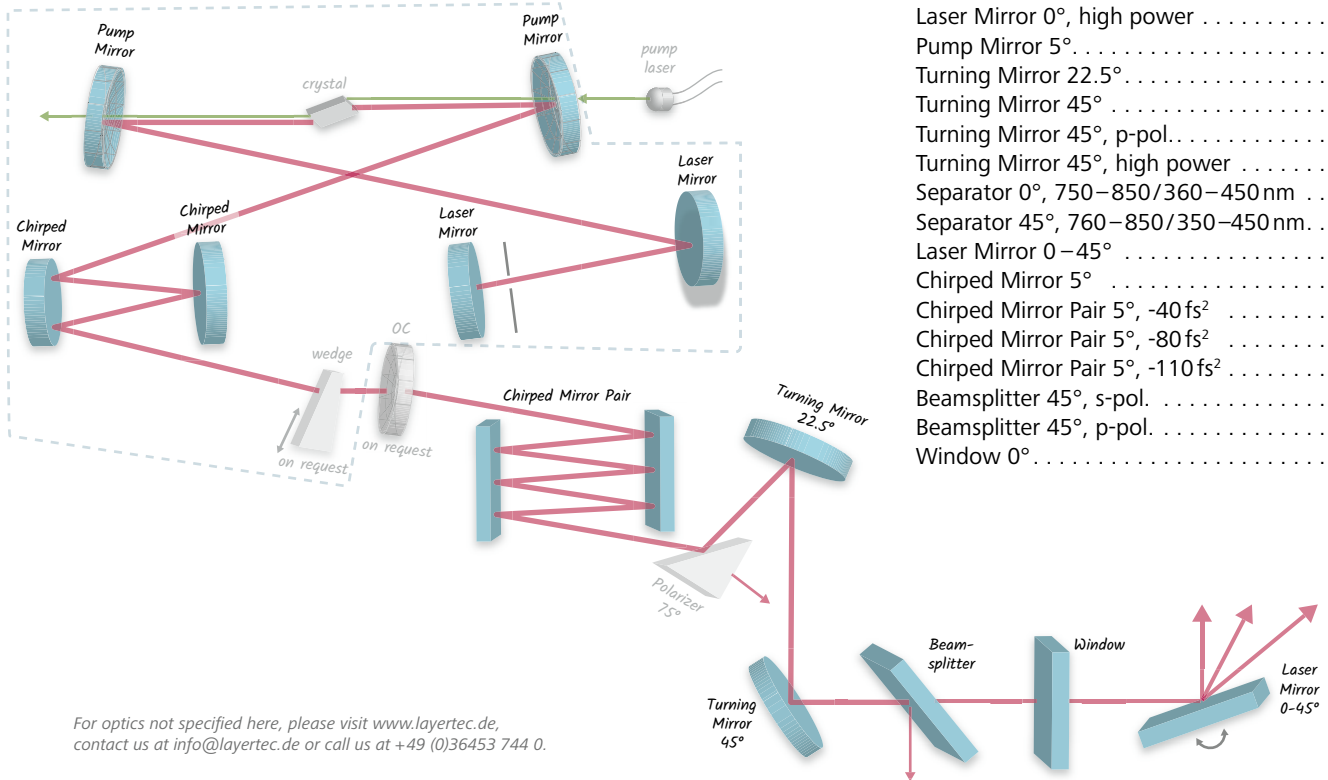 Pump
Mirror
Pump
Mirror
pump
laser
crystal
Laser
Mirror
Chirped
Mirror
Chirped
Mirror
Laser
Mirror
OC
wedge
on request
on request
Chirped Mirror Pair
Turning Mirror
22.5°
Polarizer
75°
Turning
Mirror
45°
Beam-
splitter
Window
Laser
Mirror
0-45°
Laser Mirror 0°, high power . . . . . . . . . .
Pump Mirror 5°. . . . . . . . . . . . . . . . . . . .
Turning Mirror 22.5°. . . . . . . . . . . . . . . .
Turning Mirror 45° . . . . . . . . . . . . . . . . .
Turning Mirror 45°, p-pol.. . . . . . . . . . . .
Turning Mirror 45°, high power . . . . . . . .
Separator 0°, 750–850/360–450 nm . .
Separator 45°, 760–850/350–450 nm. .
Laser Mirror 0–45° . . . . . . . . . . . . . . . .
Chirped Mirror 5° . . . . . . . . . . . . . . . . .
Chirped Mirror Pair 5°, -40 fs² . . . . . . . .
Chirped Mirror Pair 5°, -80 fs² . . . . . . . .
Chirped Mirror Pair 5°, -110 fs² . . . . . . . .
Beamsplitter 45°, s-pol. . . . . . . . . . . . . .
Beamsplitter 45°, p-pol. . . . . . . . . . . . . .
Window 0°. . . . . . . . . . . . . . . . . . . . . . .
For optics not specified here, please visit www.layertec.de,
contact us at info@layertec.de or call us at +49 (0)36453 744 0.